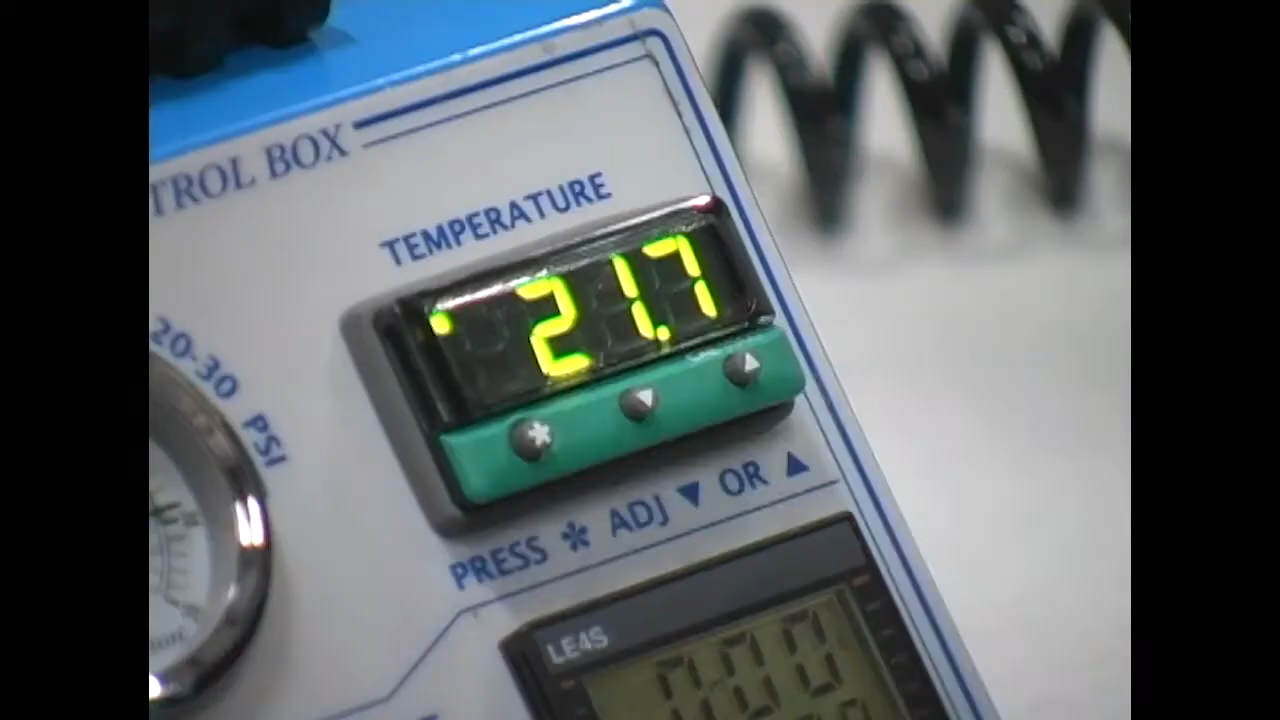 TROL BOX
TEMPERATURE
21.7
20-30 PSI
PRESS * ADJ ▼ OR ▲
LE4S